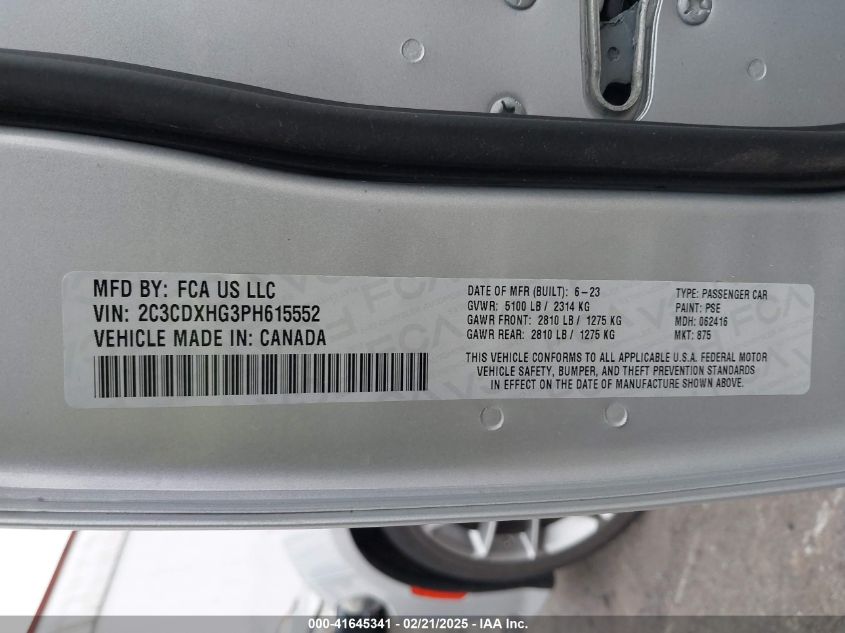 MFD BY: FCA US LLC
VIN: 2C3CDXHG3PH615552
VEHICLE MADE IN: CANADA
DATE OF MFR (BUILT): 6-23
GVWR: 5100 LB / 2314 KG
GAWR FRONT: 2810 LB / 1275 KG
GAWR REAR: 2810 LB / 1275 KG
TYPE: PASSENGER CAR
PAINT: PSE
MDH: 062416
MKT: 875
THIS VEHICLE CONFORMS TO ALL APPLICABLE U.S.A. FEDERAL MOTOR
VEHICLE SAFETY, BUMPER, AND THEFT PREVENTION STANDARDS
IN EFFECT ON THE DATE OF MANUFACTURE SHOWN ABOVE.
000-41645341 - 02/21/2025 - IAA Inc.